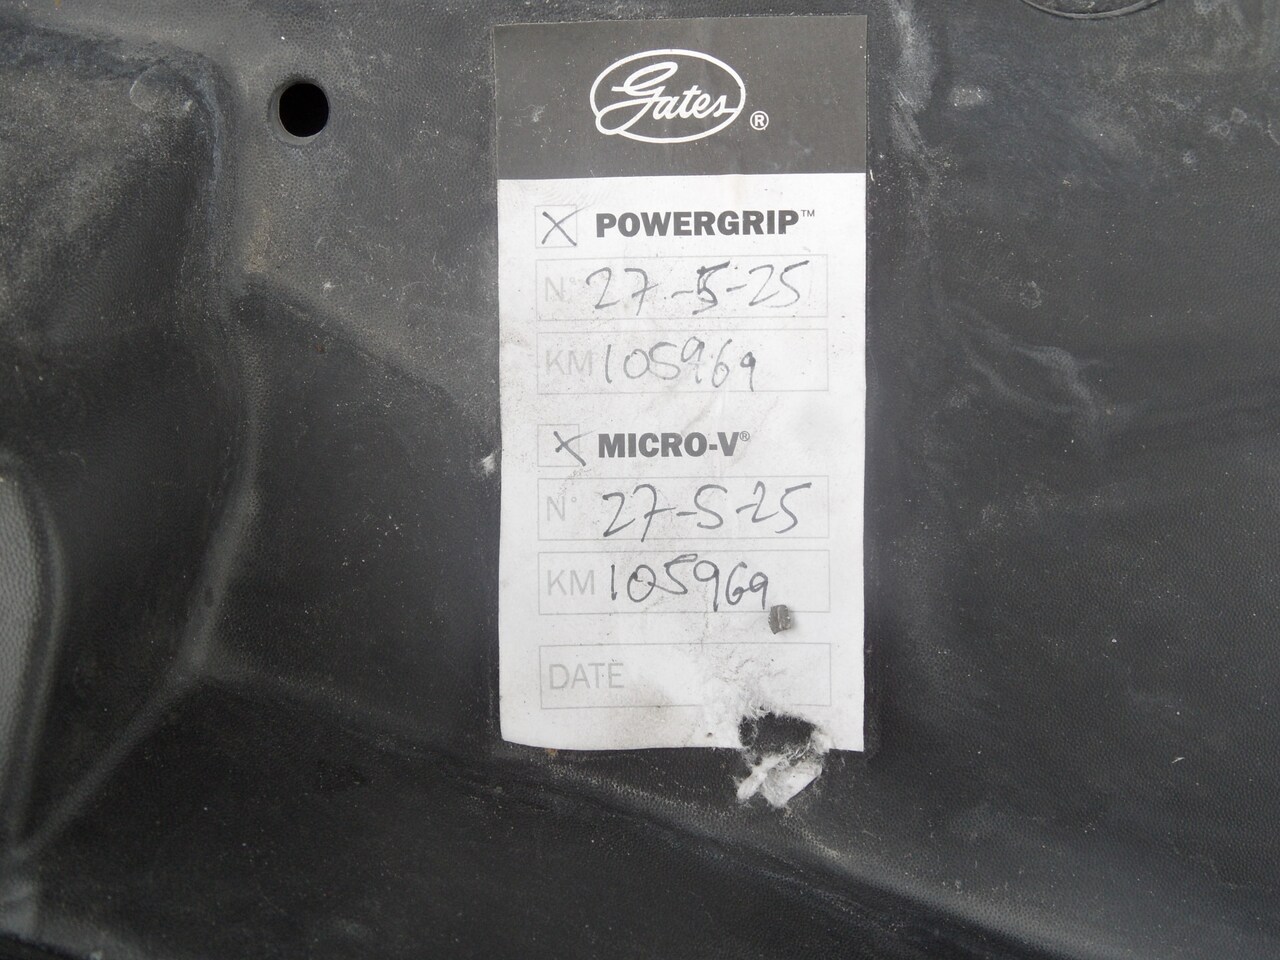 Gates®
X POWERGRIP™
N° 27-5-25
KM 105969
X MICRO-V®
N° 27-5-25
KM 105969
DATE